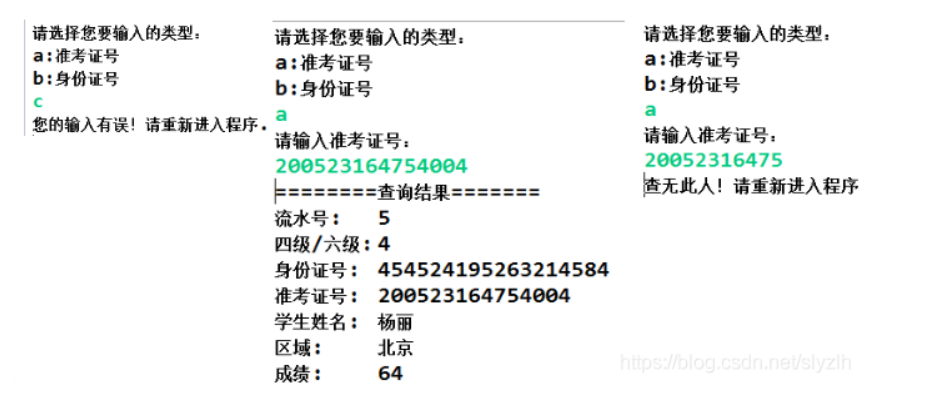 请选择您要输入的类型：
a:准考证号
b:身份证号
c
您的输入有误！请重新进入程序.
请选择您要输入的类型：
a:准考证号
b:身份证号
a
请输入准考证号：
200523164754004
========查询结果=======
流水号： 5
四级/六级：4
身份证号： 454524195263214584
准考证号： 200523164754004
学生姓名： 杨丽
区域： 北京
成绩： 64
请选择您要输入的类型：
a:准考证号
b:身份证号
a
请输入准考证号：
20052316475
查无此人！请重新进入程序
https://blog.csdn.net/slyzlh